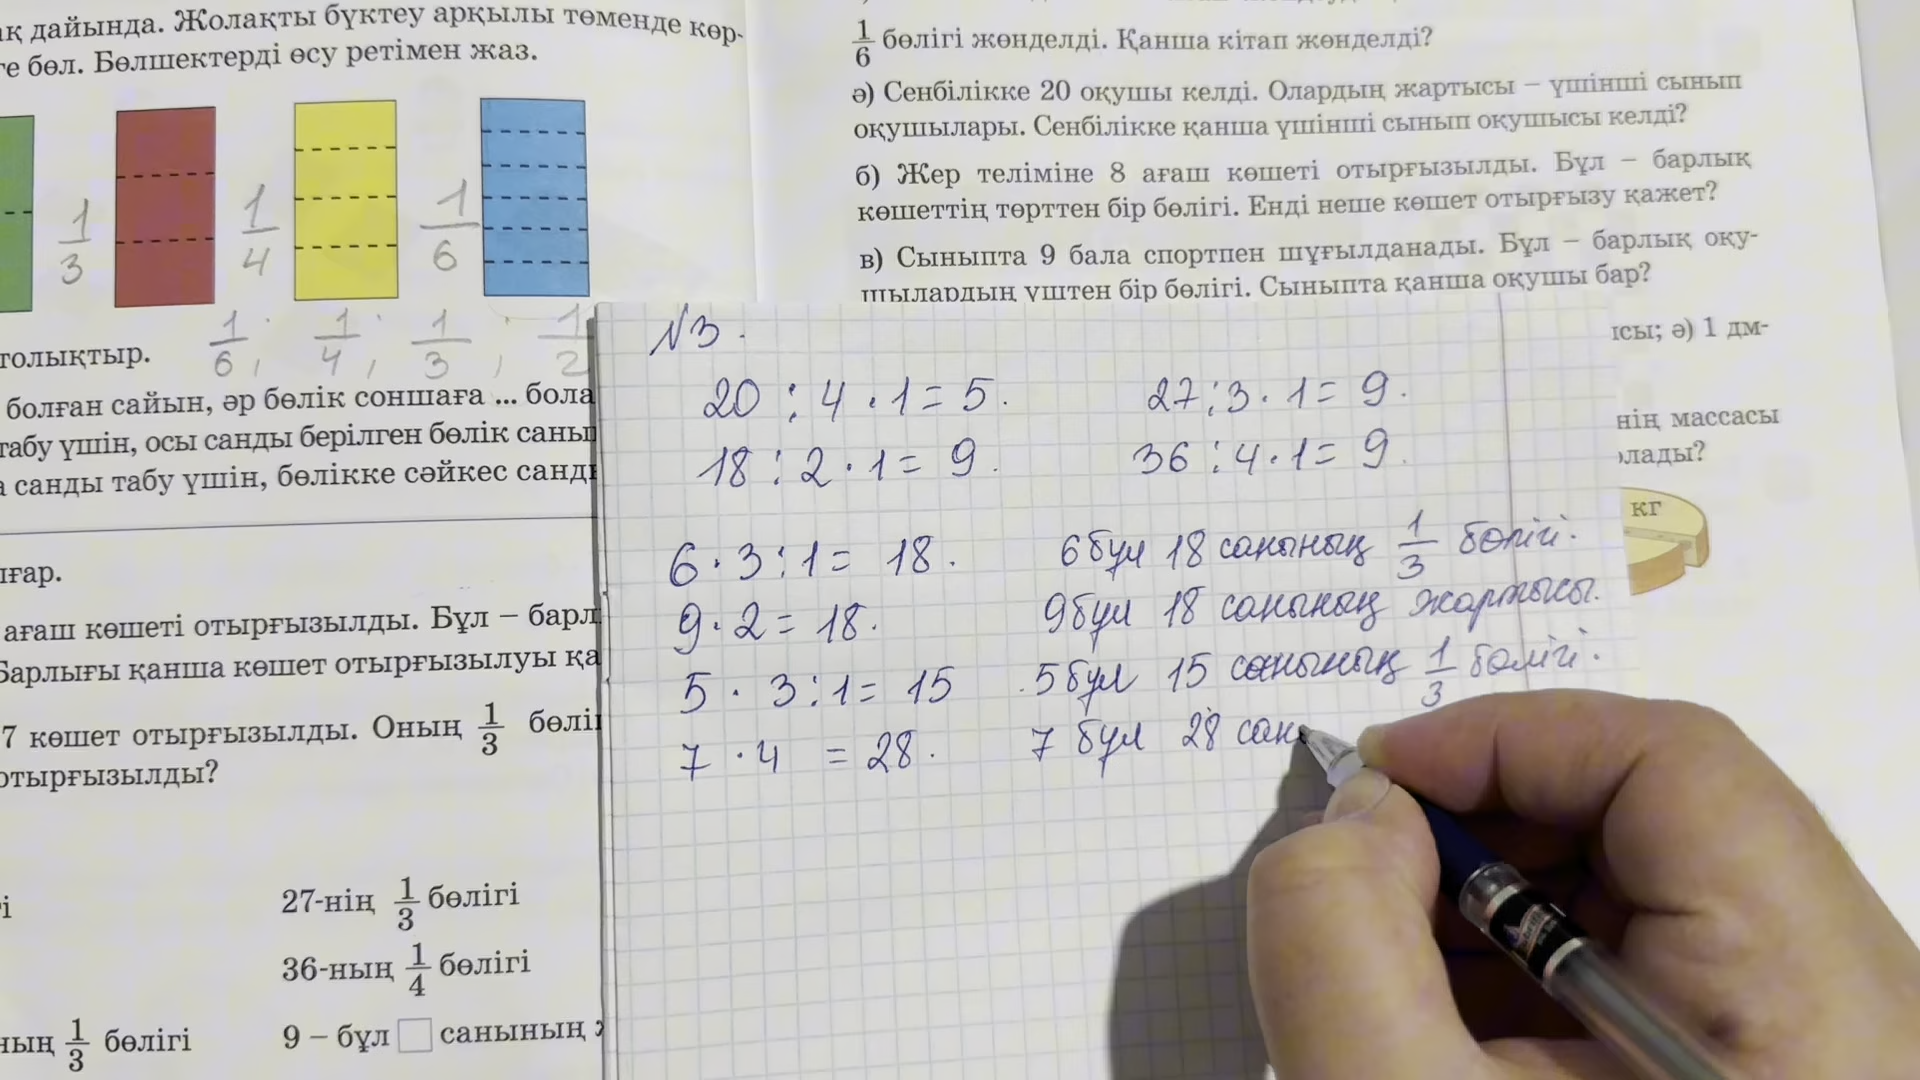 дайында. Жолақты бүктеу арқылы төменде көр-
ге бөл. Бөлшектерді өсу ретімен жаз.
1/3
1/4
1/6
1/6; 1/4; 1/3; 1/2
толықтыр.
болған сайын, әр бөлік соншаға ... бола
табу үшін, осы санды берілген бөлік саны
санды табу үшін, бөлікке сәйкес санд
ағаш көшеті отырғызылды. Бұл – барл
Барлығы қанша көшет отырғызылуы қа
7 көшет отырғызылды. Оның 1/3 бөлі
отырғызылды?
27-нің 1/3 бөлігі
36-ның 1/4 бөлігі
ның 1/3 бөлігі
9 – бұл □ санының ж
1/6 бөлігі жөнделді. Қанша кітап жөнделді?
ә) Сенбілікке 20 оқушы келді. Олардың жартысы – үшінші сынып
оқушылары. Сенбілікке қанша үшінші сынып оқушысы келді?
б) Жер теліміне 8 ағаш көшеті отырғызылды. Бұл – барлық
көшеттің төрттен бір бөлігі. Енді неше көшет отырғызу қажет?
в) Сыныпта 9 бала спортпен шұғылданады. Бұл – барлық оқу-
шылардың үштен бір бөлігі. Сыныпта қанша оқушы бар?
ысы; ә) 1 дм-
нің массасы
олады?
кг
№3.
20 : 4 · 1 = 5.
27 : 3 · 1 = 9.
18 : 2 · 1 = 9.
36 : 4 · 1 = 9.
6 · 3 : 1 = 18.
6 бұл 18 санының 1/3 бөлігі.
9 · 2 = 18.
9 бұл 18 санының жартысы.
5 · 3 : 1 = 15
5 бұл 15 санының 1/3 бөлігі.
7 · 4 = 28.
7 бұл 28 сан